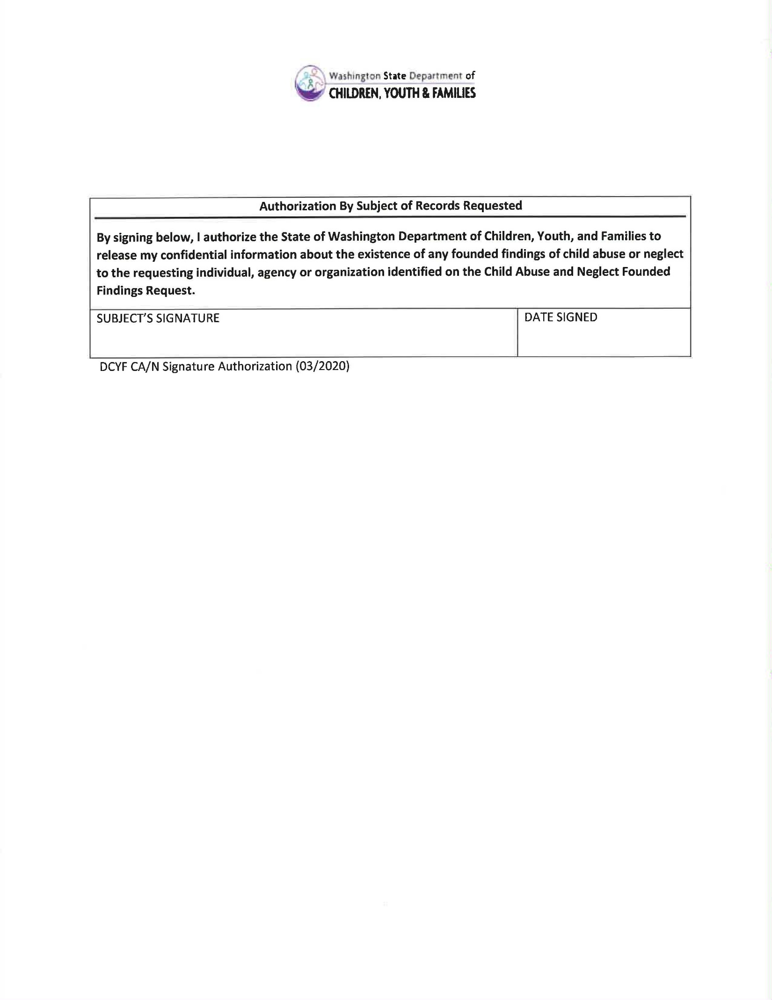 Washington State Department of
CHILDREN, YOUTH & FAMILIES
Authorization By Subject of Records Requested
By signing below, I authorize the State of Washington Department of Children, Youth, and Families to
release my confidential information about the existence of any founded findings of child abuse or neglect
to the requesting individual, agency or organization identified on the Child Abuse and Neglect Founded
Findings Request.
SUBJECT'S SIGNATURE
DATE SIGNED
DCYF CA/N Signature Authorization (03/2020)